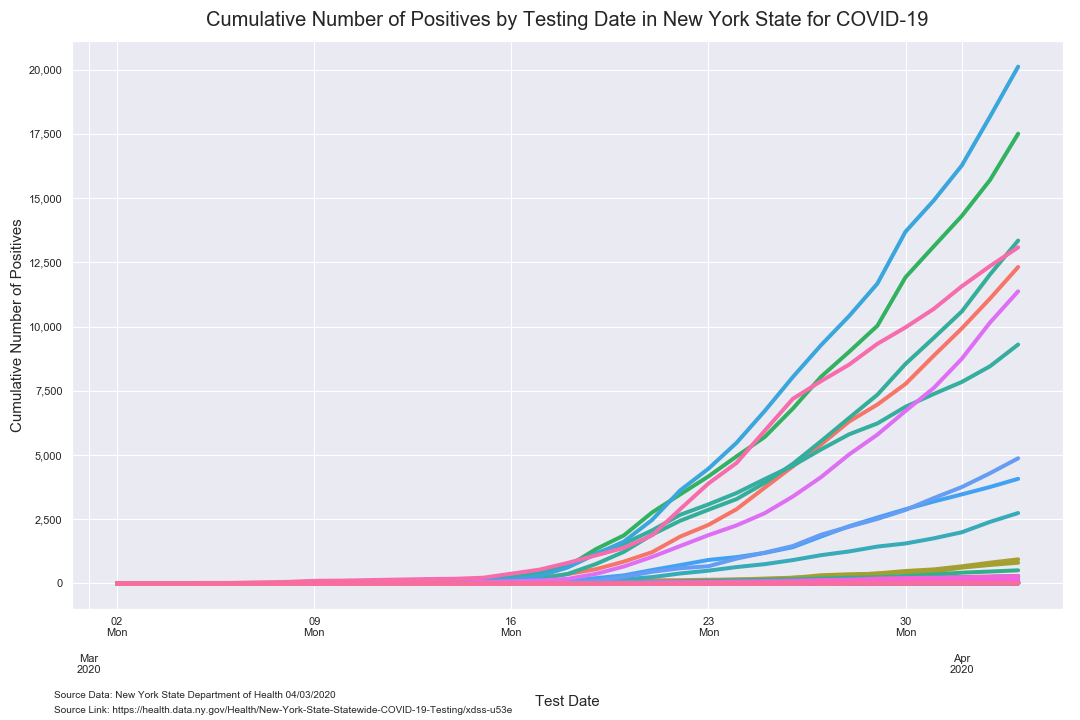 Cumulative Number of Positives by Testing Date in New York State for COVID-19
20,000
17,500
15,000
12,500
10,000
7,500
5,000
2,500
0
Cumulative Number of Positives
02 09 16 23 30
Mon Mon Mon Mon Mon
Mar Apr
2020 2020
Test Date
Source Data: New York State Department of Health 04/03/2020
Source Link: https://health.data.ny.gov/Health/New-York-State-Statewide-COVID-19-Testing/xdss-u53e